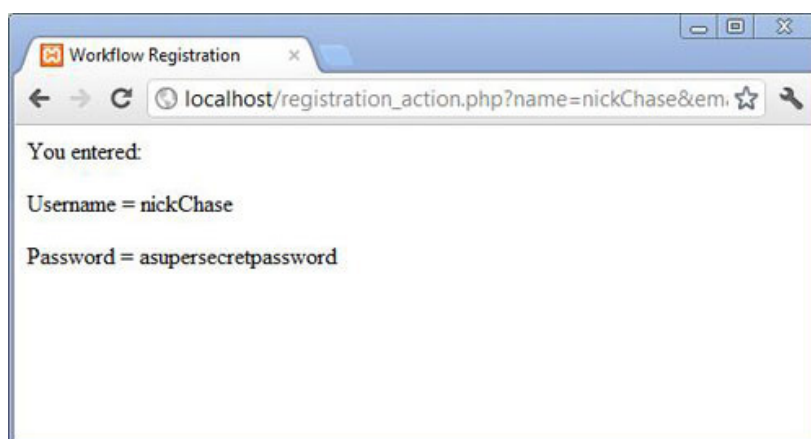 Workflow Registration
localhost/registration_action.php?name=nickChase&em
You entered:
Username = nickChase
Password = asupersecretpassword